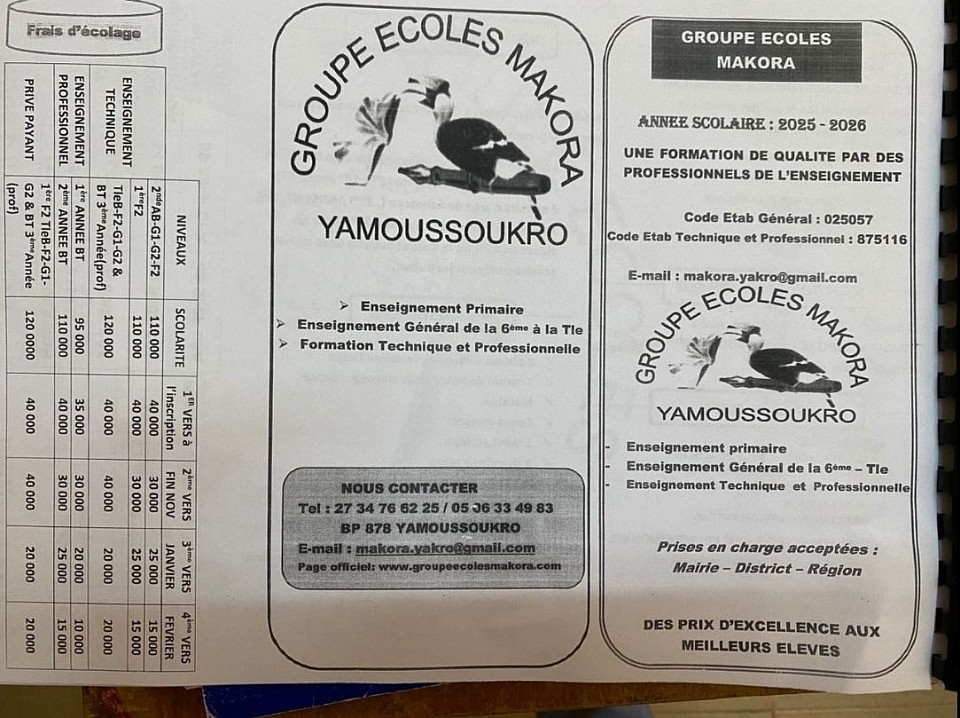 Frais d'écolage
NIVEAUX SCOLARITE 1ER VERS à l'inscription 2ème VERS FIN NOV 3ème VERS JANVIER 4ème VERS FEVRIER
ENSEIGNEMENT TECHNIQUE
2nde AB-G1-G2-F2 110 000 40 000 30 000 25 000 15 000
1ère F2 110 000 40 000 30 000 25 000 15 000
TleB-F2-G1-G2 & BT 3ème Année(prof) 120 000 40 000 40 000 20 000 20 000
ENSEIGNEMENT PROFESSIONNEL
1ère ANNEE BT 95 000 35 000 30 000 20 000 10 000
2ème ANNEE BT 110 000 40 000 30 000 25 000 15 000
PRIVE PAYANT
1ère F2 TleB-F2-G1-G2 & BT 3ème Année (prof) 120 0000 40 000 40 000 20 000 20 000
GROUPE ECOLES MAKORA
YAMOUSSOUKRO
➢ Enseignement Primaire
➢ Enseignement Général de la 6ème à la Tle
➢ Formation Technique et Professionnelle
NOUS CONTACTER
Tel : 27 34 76 62 25 / 05 06 33 49 83
BP 878 YAMOUSSOUKRO
E-mail : makora.yakro@gmail.com
Page officiel: www.groupeecolesmakora.com
GROUPE ECOLES
MAKORA
ANNEE SCOLAIRE : 2025 - 2026
UNE FORMATION DE QUALITE PAR DES
PROFESSIONNELS DE L'ENSEIGNEMENT
Code Etab Général : 025057
Code Etab Technique et Professionnel : 875116
E-mail : makora.yakro@gmail.com
GROUPE ECOLES MAKORA
YAMOUSSOUKRO
- Enseignement primaire
- Enseignement Général de la 6ème – Tle
- Enseignement Technique et Professionnelle
Prises en charge acceptées :
Mairie – District – Région
DES PRIX D'EXCELLENCE AUX
MEILLEURS ELEVES